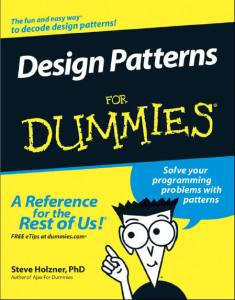 The fun and easy way™
to decode design patterns!
Design Patterns
FOR
DUMMIES®
Solve your
programming
problems with
patterns
A Reference
for the
Rest of Us!®
FREE eTips at dummies.com®
Steve Holzner, PhD
Author of Ajax For Dummies